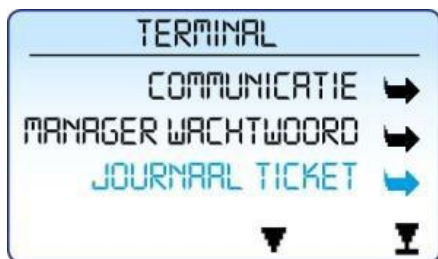 TERMINAL
COMMUNICATIE
MANAGER WACHTWOORD
JOURNAAL TICKET